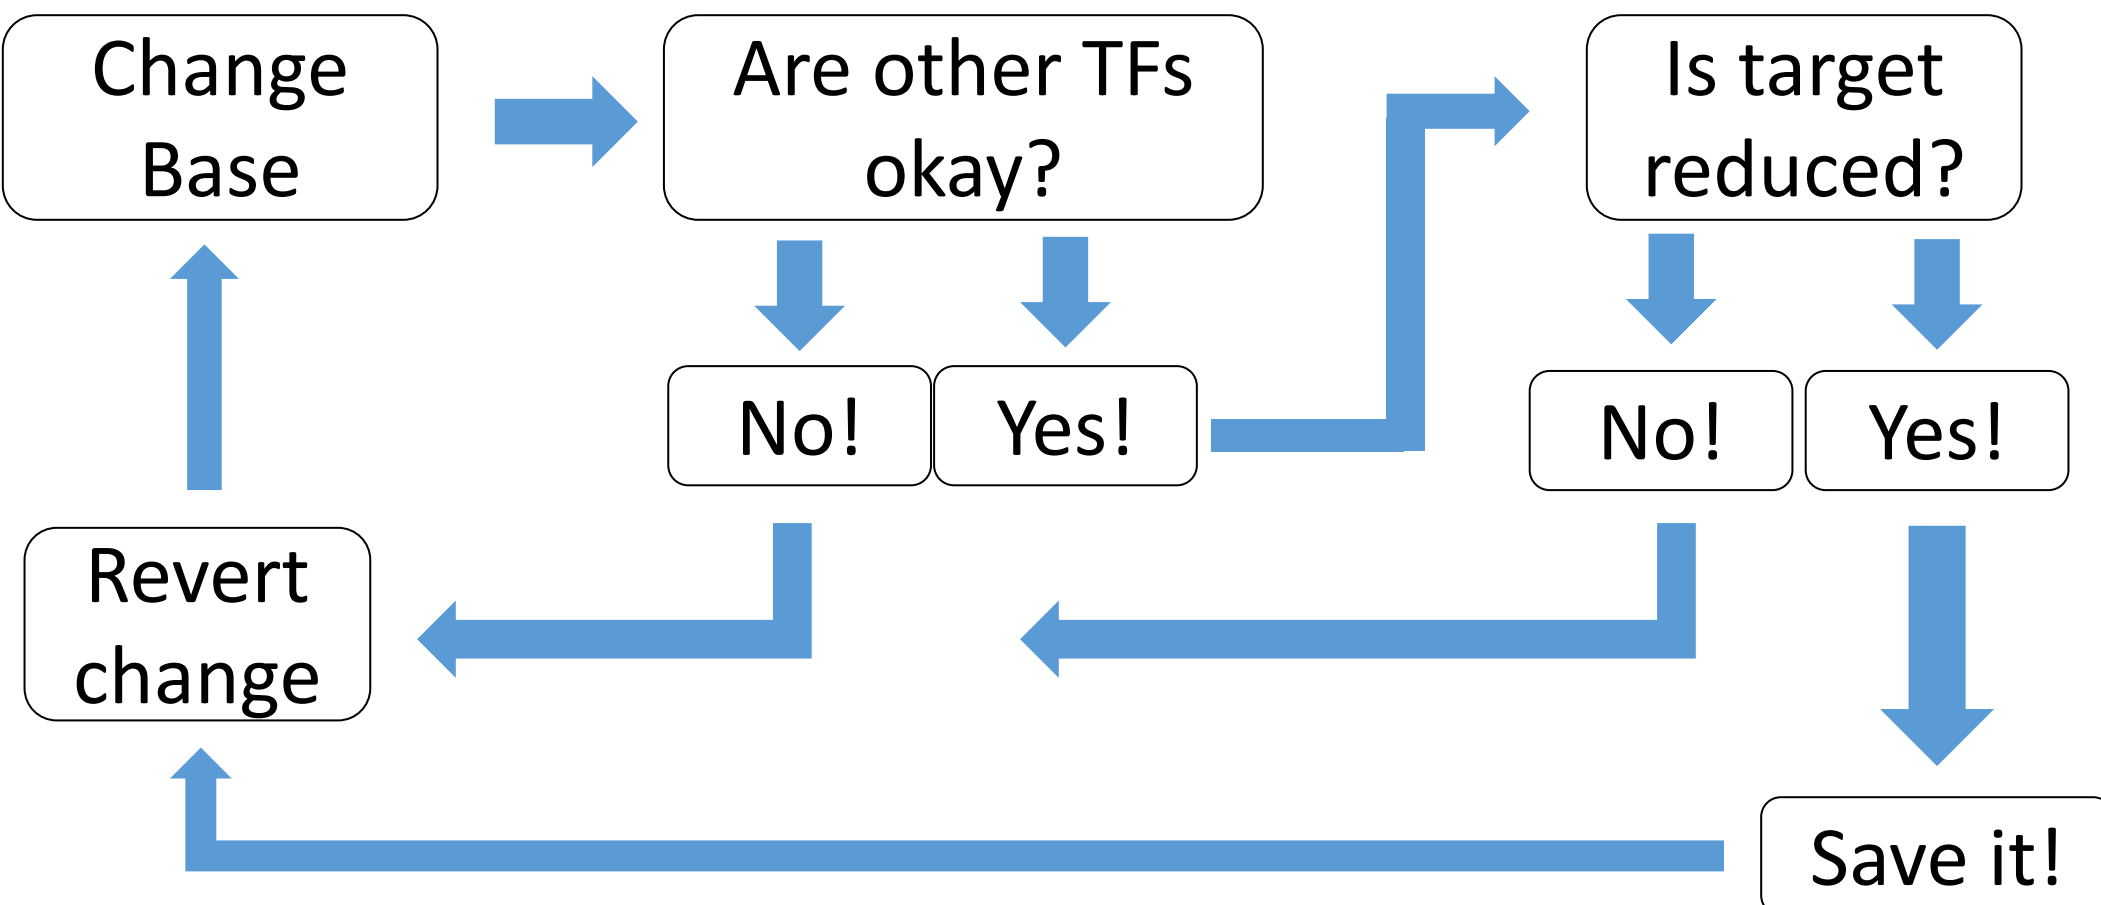 Change
Base
Are other TFs
okay?
Is target
reduced?
No!
Yes!
No!
Yes!
Revert
change
Save it!